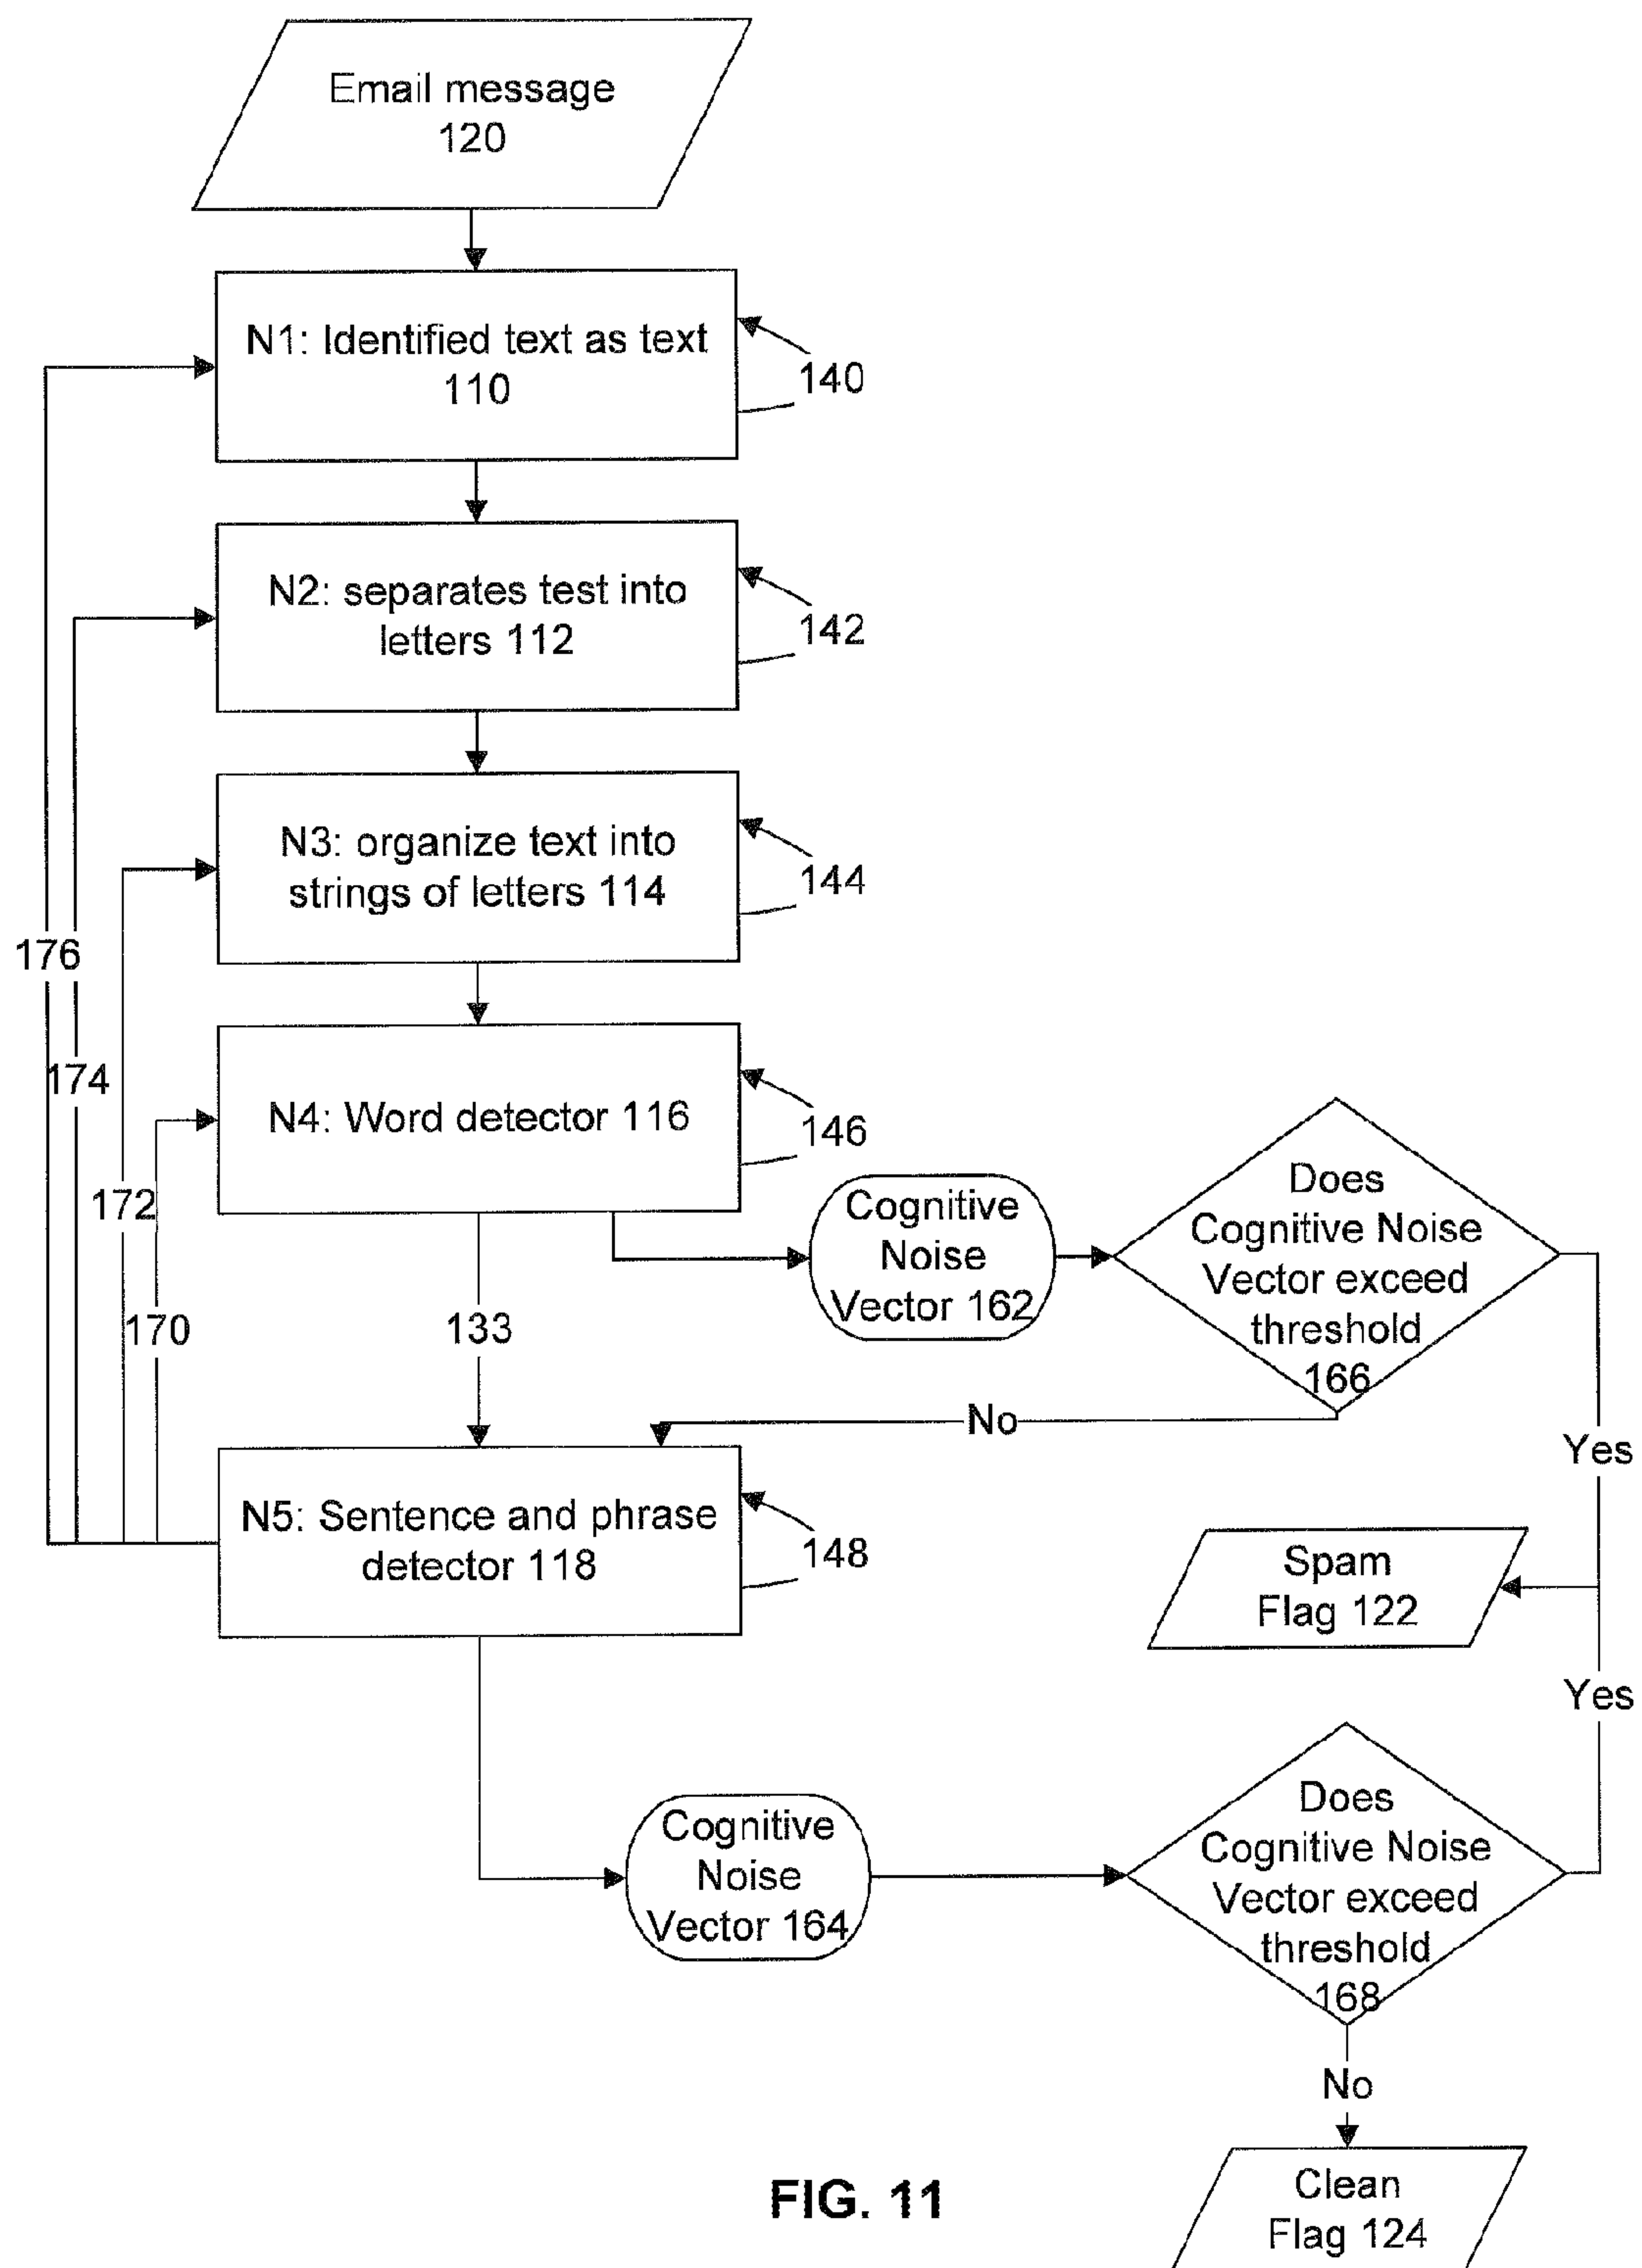 Email message
120
N1: Identified text as text
110
140
N2: separates test into
letters 112
142
N3: organize text into
strings of letters 114
144
176
174
N4: Word detector 116
146
172
170
133
Cognitive
Noise
Vector 162
Does
Cognitive Noise
Vector exceed
threshold
166
No
Yes
N5: Sentence and phrase
detector 118
148
Spam
Flag 122
Yes
Cognitive
Noise
Vector 164
Does
Cognitive Noise
Vector exceed
threshold
168
No
Clean
Flag 124
FIG. 11